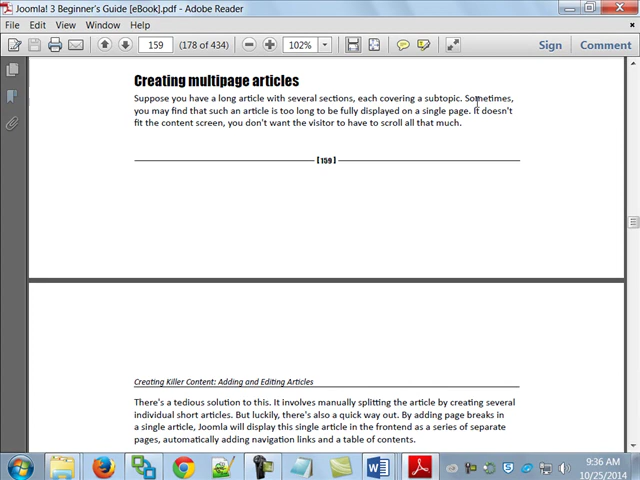 Joomla! 3 Beginner's Guide [eBook].pdf - Adobe Reader
File Edit View Window Help
159 (178 of 434) 102% Sign Comment
Creating multipage articles
Suppose you have a long article with several sections, each covering a subtopic. Sometimes,
you may find that such an article is too long to be fully displayed on a single page. It doesn't
fit the content screen, you don't want the visitor to have to scroll all that much.
[ 159 ]
Creating Killer Content: Adding and Editing Articles
There's a tedious solution to this. It involves manually splitting the article by creating several
individual short articles. But luckily, there's also a quick way out. By adding page breaks in
a single article, Joomla will display this single article in the frontend as a series of separate
pages, automatically adding navigation links and a table of contents.
9:36 AM
10/25/2014